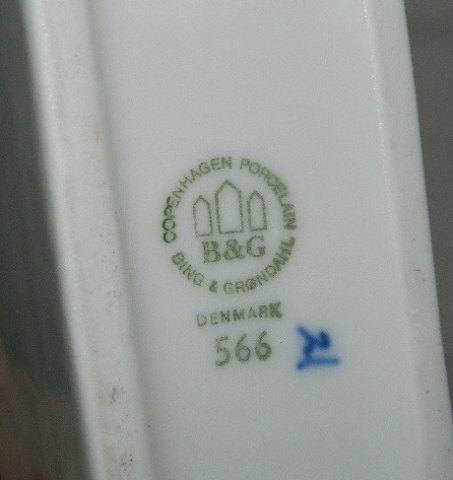 COPENHAGEN PORCELAIN
B&G
BING & GRØNDAHL
DENMARK
566